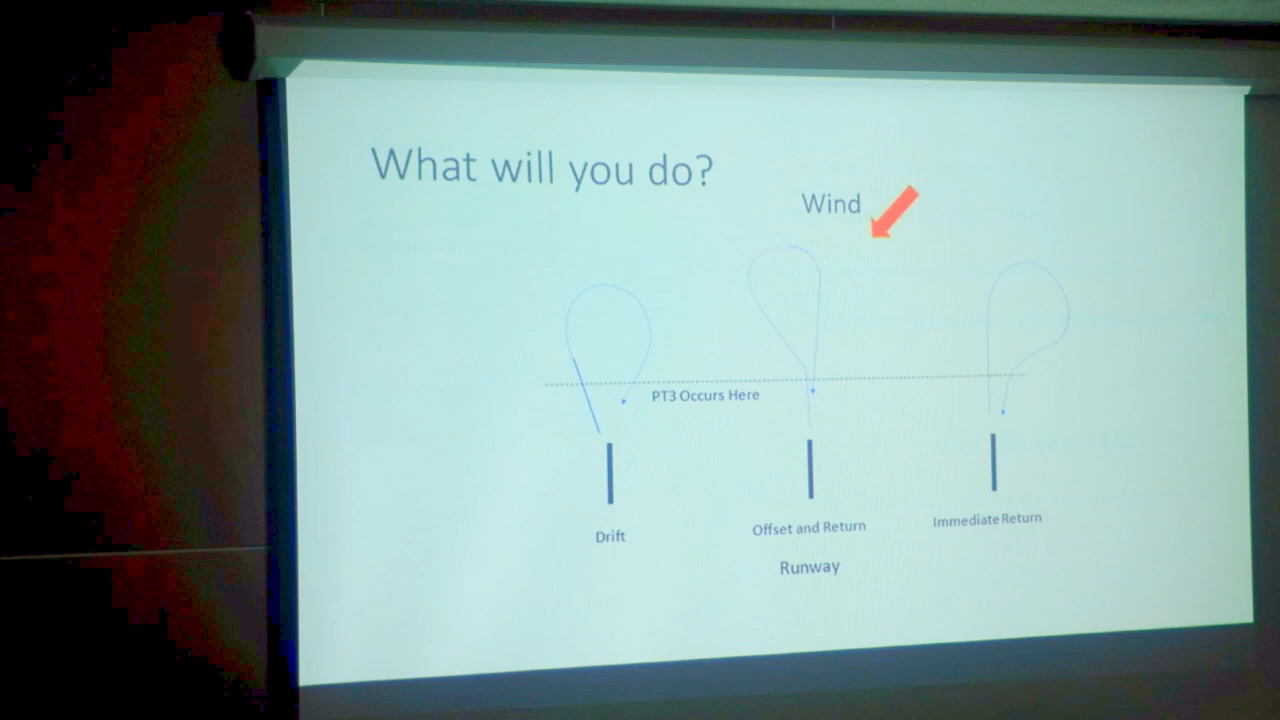 What will you do?
Wind
PT3 Occurs Here
Drift
Offset and Return
Immediate Return
Runway